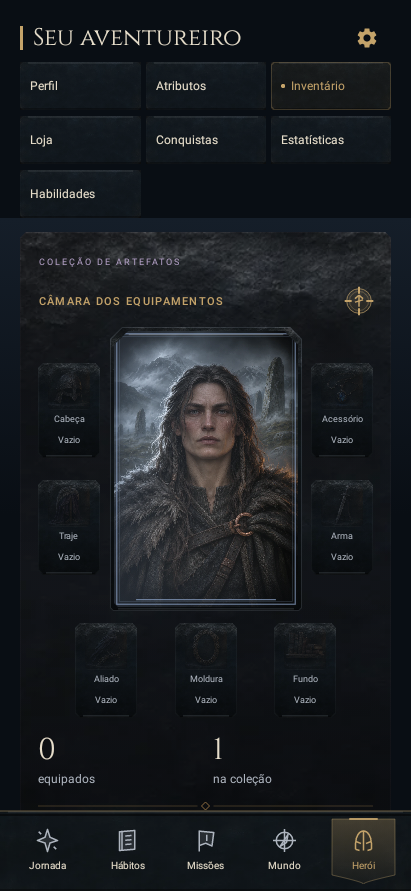 Seu aventureiro
Perfil
Atributos
Inventário
Loja
Conquistas
Estatísticas
Habilidades
COLEÇÃO DE ARTEFATOS
CÂMARA DOS EQUIPAMENTOS
Cabeça
Vazio
Acessório
Vazio
Traje
Vazio
Arma
Vazio
Aliado
Vazio
Moldura
Vazio
Fundo
Vazio
0
equipados
1
na coleção
Jornada
Hábitos
Missões
Mundo
Herói